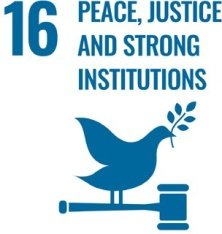 16 PEACE, JUSTICE
AND STRONG
INSTITUTIONS